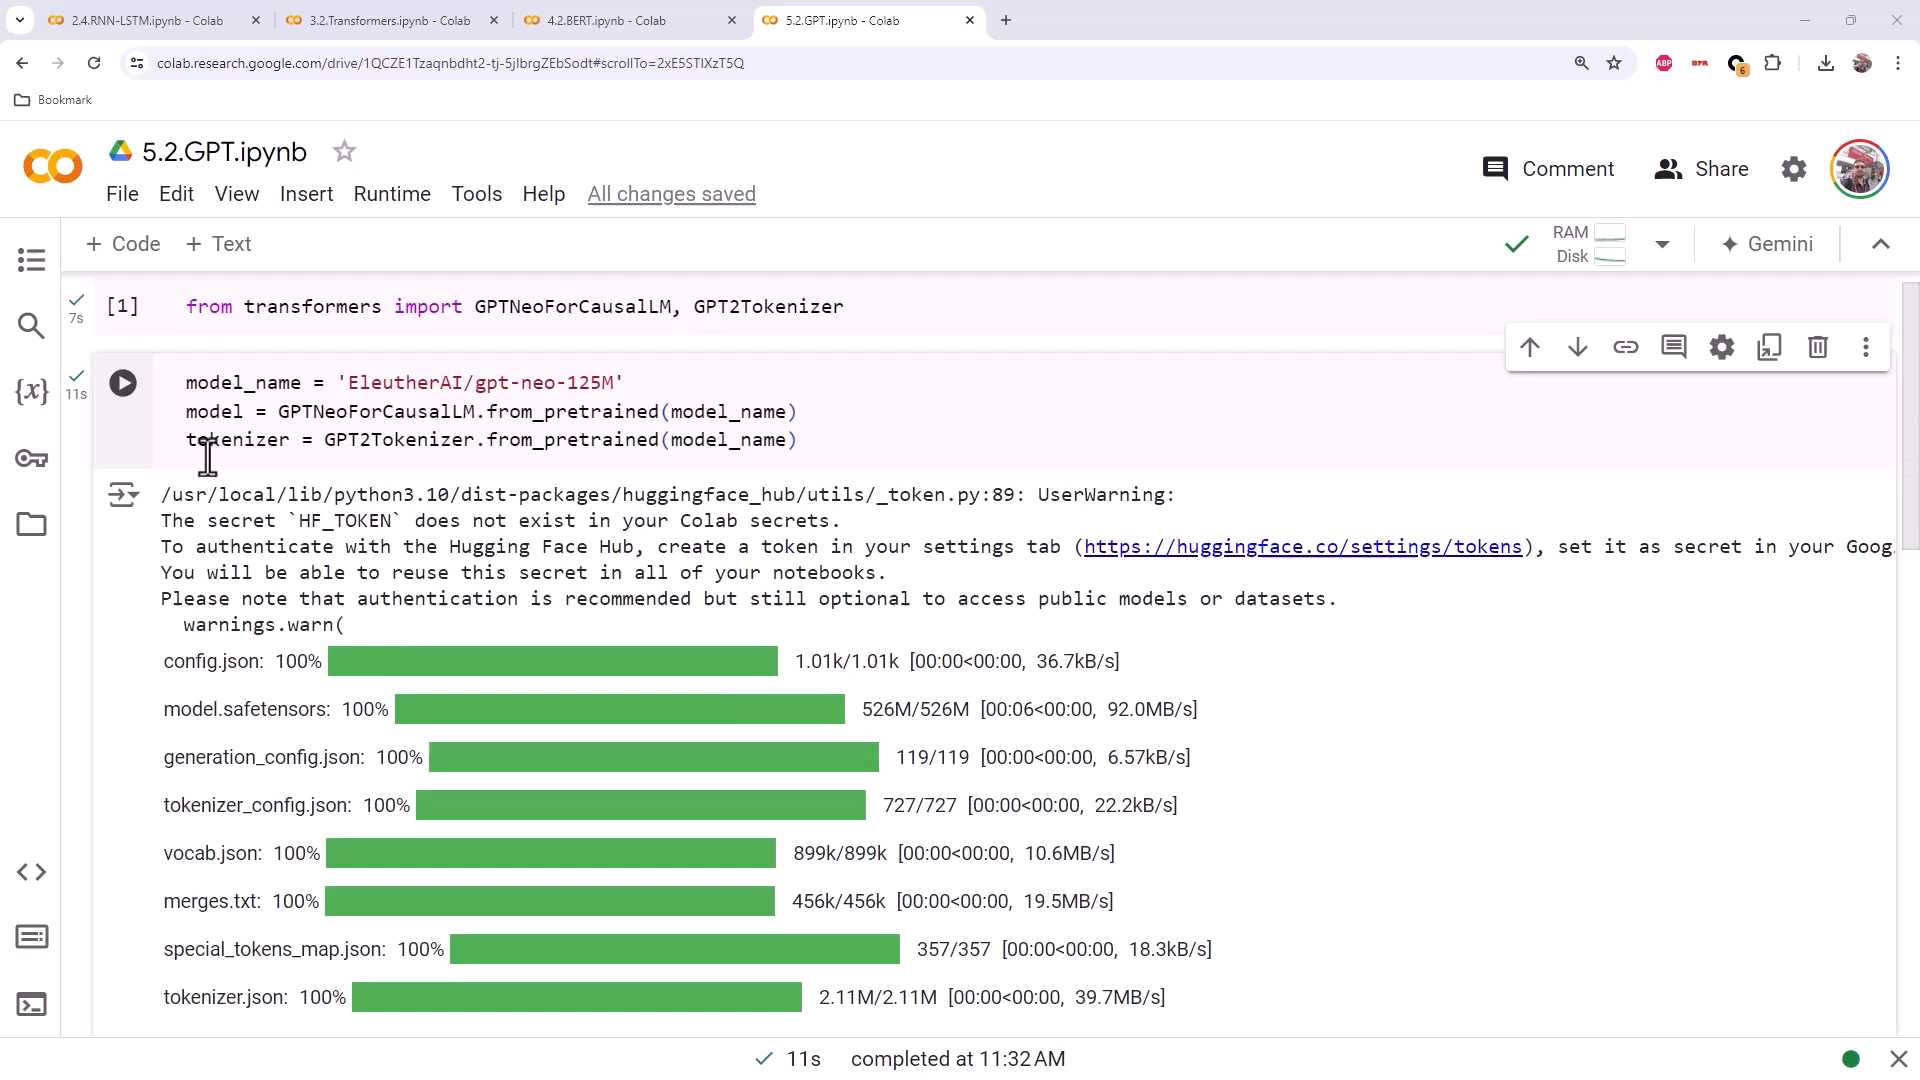 2.4.RNN-LSTM.ipynb - Colab
3.2.Transformers.ipynb - Colab
4.2.BERT.ipynb - Colab
5.2.GPT.ipynb - Colab
colab.research.google.com/drive/1QCZE1Tzaqnbdht2-tj-5jIbrgZEbSodt#scrollTo=2xE5STIXzT5Q
ABP
6
Bookmark
5.2.GPT.ipynb
Comment
Share
File Edit View Insert Runtime Tools Help All changes saved
+ Code + Text
RAM
Disk
Gemini
7s
[1] from transformers import GPTNeoForCausalLM, GPT2Tokenizer
11s
model_name = 'EleutherAI/gpt-neo-125M'
model = GPTNeoForCausalLM.from_pretrained(model_name)
tokenizer = GPT2Tokenizer.from_pretrained(model_name)
/usr/local/lib/python3.10/dist-packages/huggingface_hub/utils/_token.py:89: UserWarning:
The secret `HF_TOKEN` does not exist in your Colab secrets.
To authenticate with the Hugging Face Hub, create a token in your settings tab (https://huggingface.co/settings/tokens), set it as secret in your Goog
You will be able to reuse this secret in all of your notebooks.
Please note that authentication is recommended but still optional to access public models or datasets.
warnings.warn(
config.json: 100% 1.01k/1.01k [00:00<00:00, 36.7kB/s]
model.safetensors: 100% 526M/526M [00:06<00:00, 92.0MB/s]
generation_config.json: 100% 119/119 [00:00<00:00, 6.57kB/s]
tokenizer_config.json: 100% 727/727 [00:00<00:00, 22.2kB/s]
vocab.json: 100% 899k/899k [00:00<00:00, 10.6MB/s]
merges.txt: 100% 456k/456k [00:00<00:00, 19.5MB/s]
special_tokens_map.json: 100% 357/357 [00:00<00:00, 18.3kB/s]
tokenizer.json: 100% 2.11M/2.11M [00:00<00:00, 39.7MB/s]
11s completed at 11:32 AM